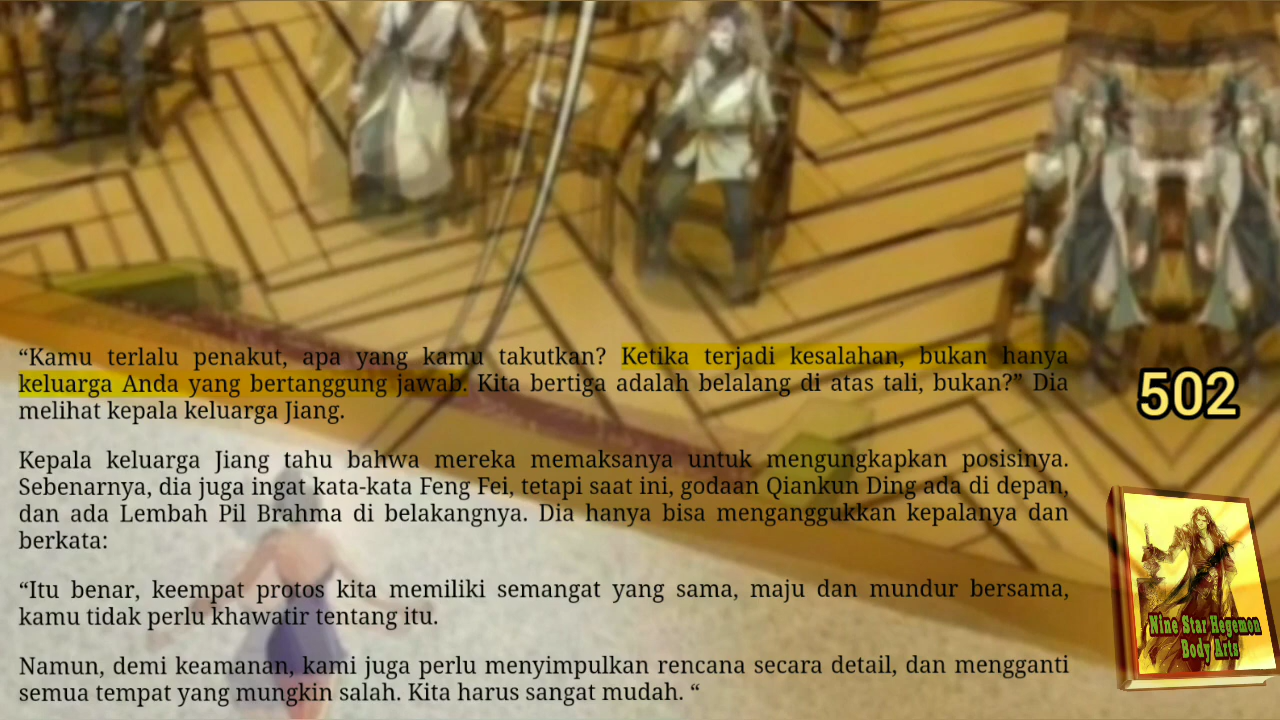 “Kamu terlalu penakut, apa yang kamu takutkan? Ketika terjadi kesalahan, bukan hanya
keluarga Anda yang bertanggung jawab. Kita bertiga adalah belalang di atas tali, bukan?” Dia
melihat kepala keluarga Jiang.
Kepala keluarga Jiang tahu bahwa mereka memaksanya untuk mengungkapkan posisinya.
Sebenarnya, dia juga ingat kata-kata Feng Fei, tetapi saat ini, godaan Qiankun Ding ada di depan,
dan ada Lembah Pil Brahma di belakangnya. Dia hanya bisa menganggukkan kepalanya dan
berkata:
“Itu benar, keempat protos kita memiliki semangat yang sama, maju dan mundur bersama,
kamu tidak perlu khawatir tentang itu.
Namun, demi keamanan, kami juga perlu menyimpulkan rencana secara detail, dan mengganti
semua tempat yang mungkin salah. Kita harus sangat mudah. “
502
Nine Star Hegemon
Body Arts